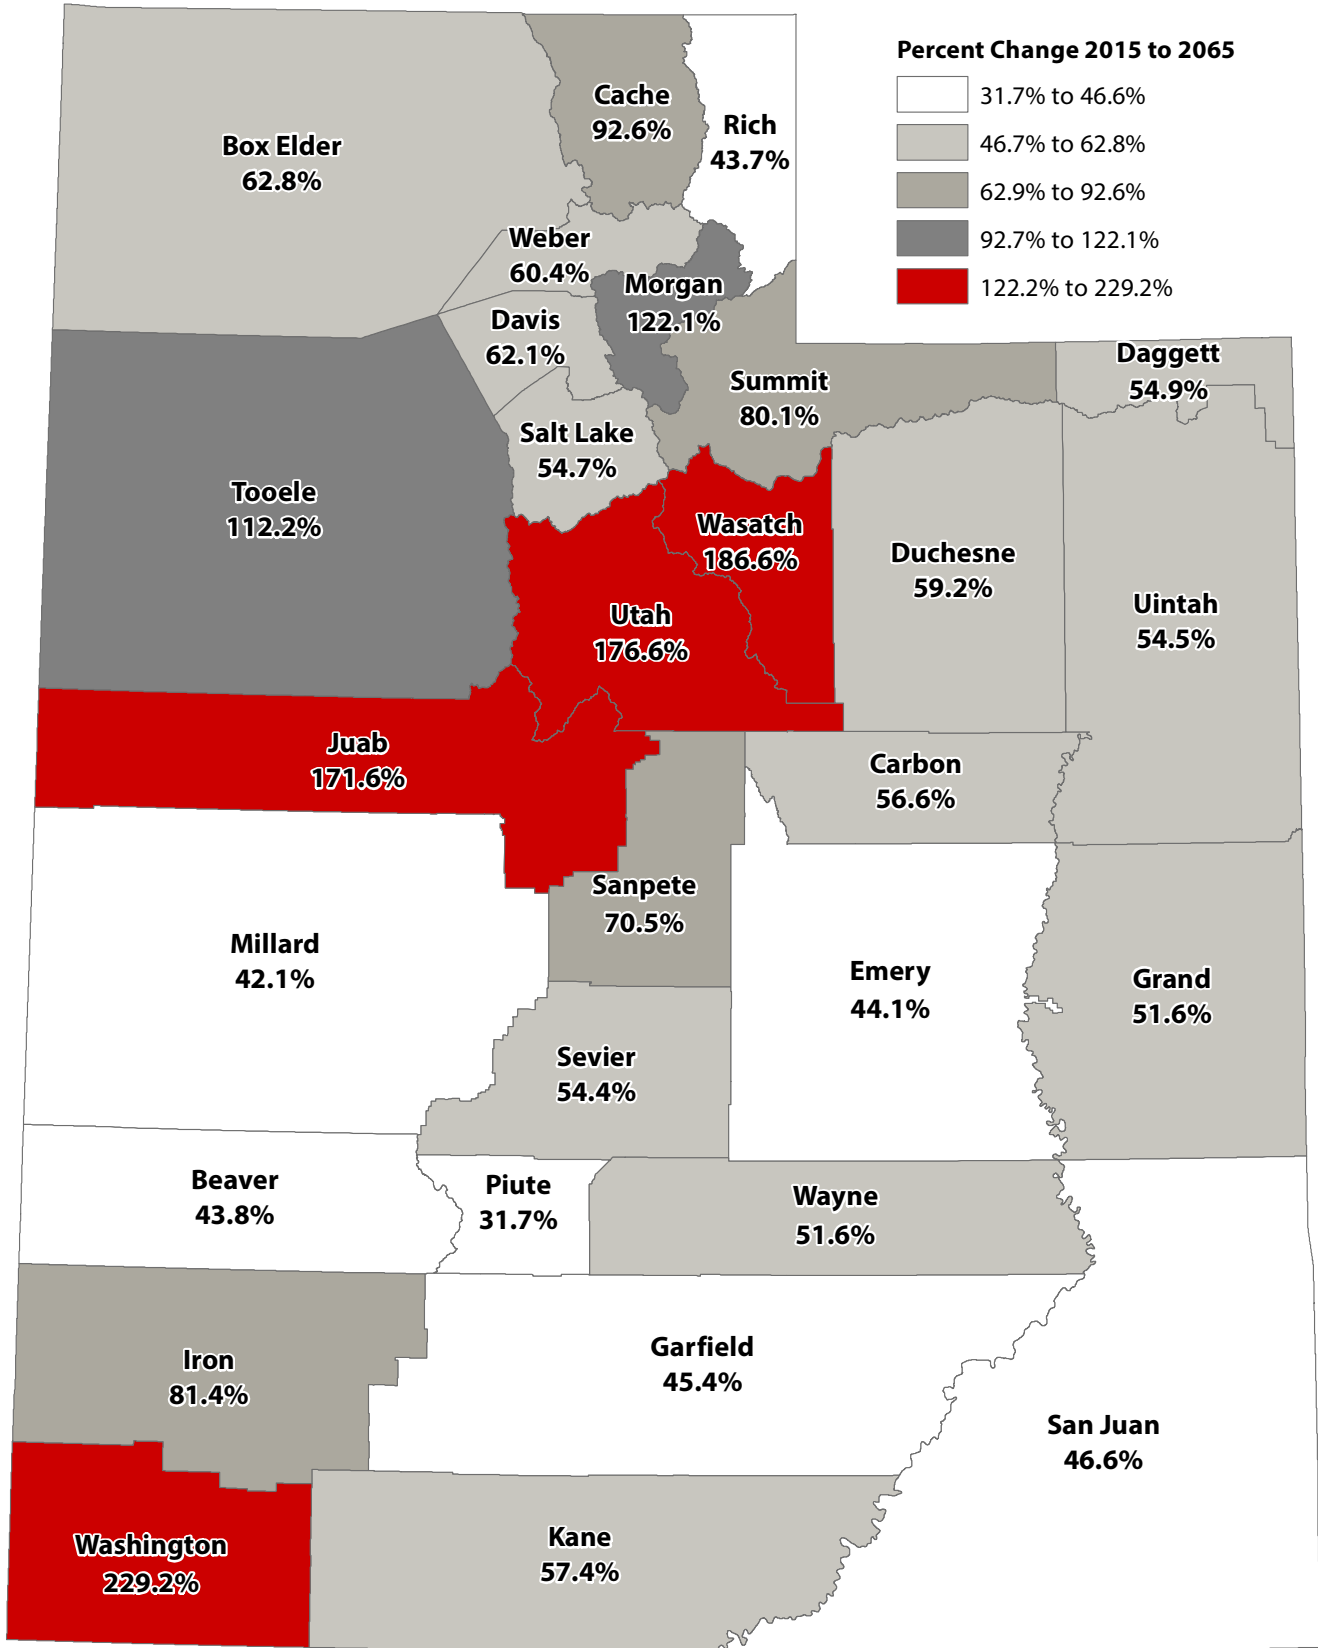 Percent Change 2015 to 2065
31.7% to 46.6%
46.7% to 62.8%
62.9% to 92.6%
92.7% to 122.1%
122.2% to 229.2%
Cache
92.6%
Rich
43.7%
Box Elder
62.8%
Weber
60.4%
Morgan
122.1%
Davis
62.1%
Summit
80.1%
Daggett
54.9%
Salt Lake
54.7%
Tooele
112.2%
Wasatch
186.6%
Duchesne
59.2%
Uintah
54.5%
Utah
176.6%
Juab
171.6%
Carbon
56.6%
Sanpete
70.5%
Millard
42.1%
Emery
44.1%
Grand
51.6%
Sevier
54.4%
Beaver
43.8%
Piute
31.7%
Wayne
51.6%
Iron
81.4%
Garfield
45.4%
San Juan
46.6%
Washington
229.2%
Kane
57.4%